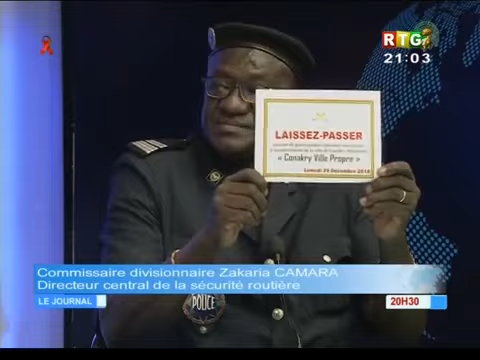 RTG
21:03
LAISSEZ-PASSER
« Conakry Ville Propre »
Samedi 29 Décembre 2018
Commissaire divisionnaire Zakaria CAMARA
Directeur central de la sécurité routière
POLICE
LE JOURNAL
20H30